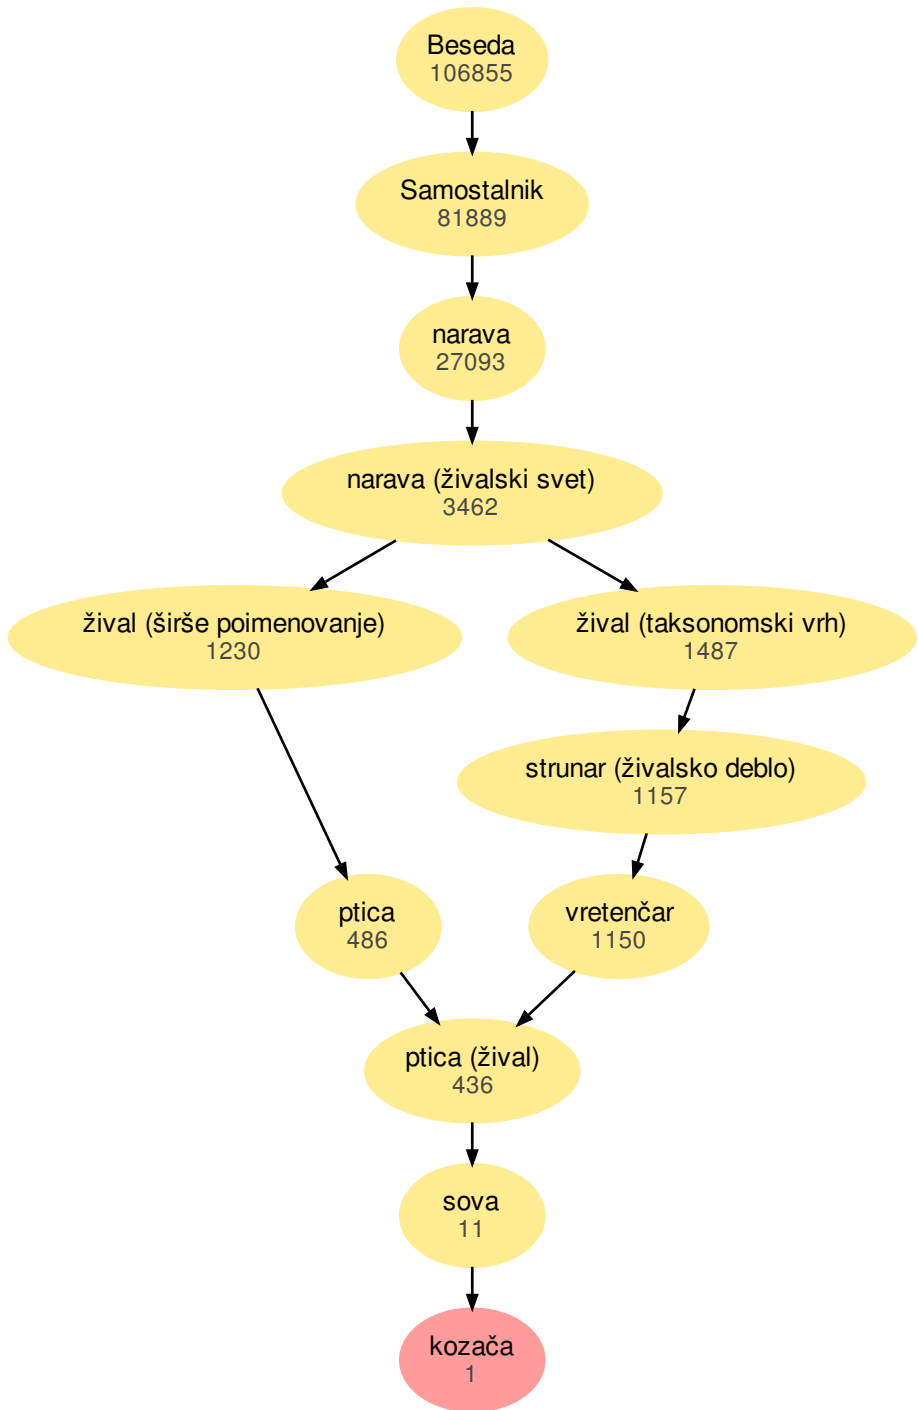 Beseda
106855
Samostalnik
81889
narava
27093
narava (živalski svet)
3462
žival (širše poimenovanje)
1230
žival (taksonomski vrh)
1487
strunar (živalsko deblo)
1157
ptica
486
vretenčar
1150
ptica (žival)
436
sova
11
kozača
1